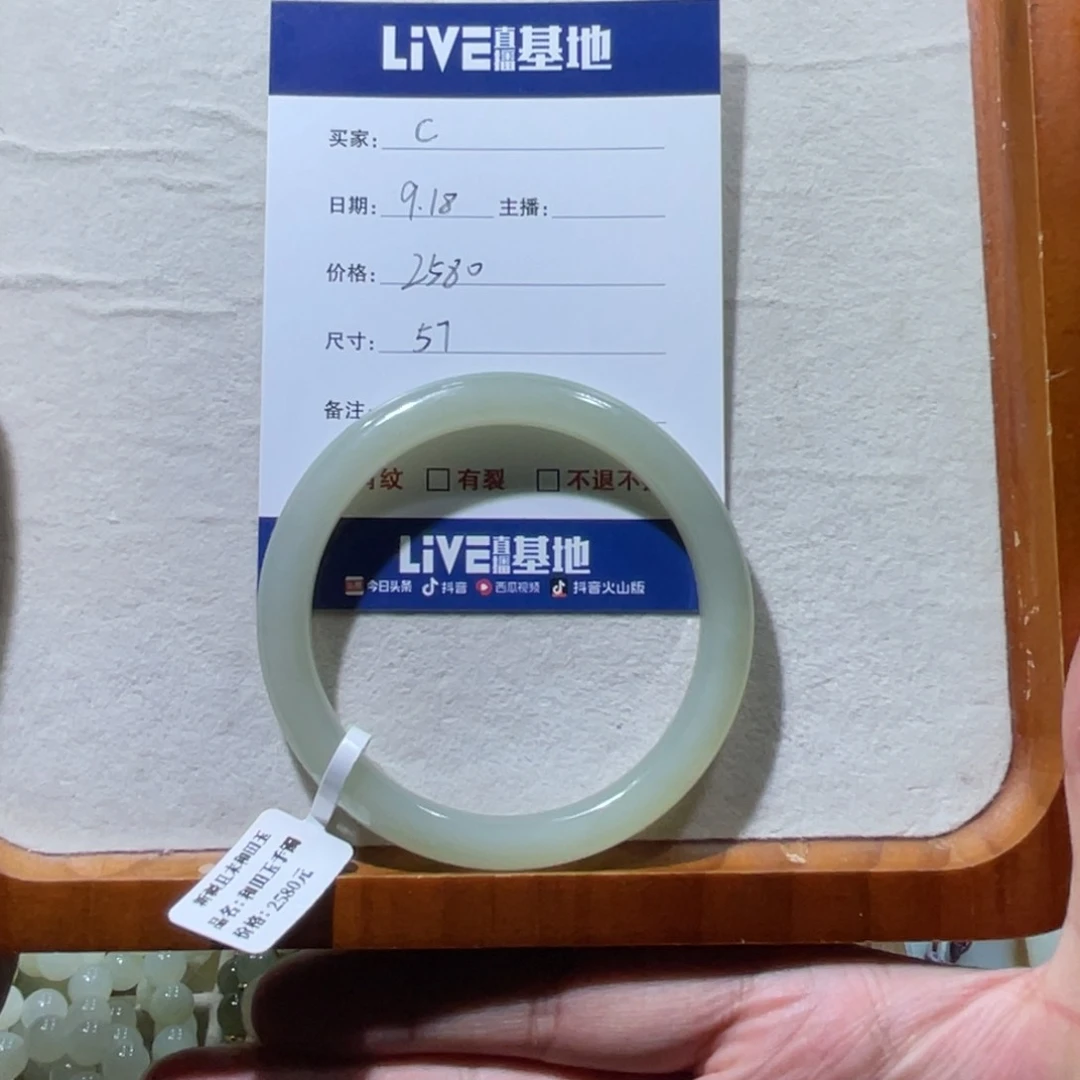 LiVE直播基地
买家： C
日期： 9.18 主播：
价格： 2580
尺寸： 57
备注
有纹 □有裂 □不退不
LiVE直播基地
今日头条 抖音 西瓜视频 抖音火山版
新疆且末和田玉
品名：和田玉手镯
价格：2580元